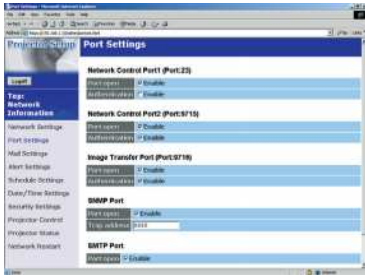 Projector Setup
Port Settings
Logoff
Top:
Network
Information
Network Settings
Port Settings
Mail Settings
Alert Settings
Schedule Settings
Date/Time Settings
Security Settings
Projector Control
Projector Status
Network Restart
Network Control Port1 (Port:23)
Port open Enable
Authentication Enable
Network Control Port2 (Port:9715)
Port open Enable
Authentication Enable
Image Transfer Port (Port:9716)
Port open Enable
Authentication Enable
SNMP Port
Port open Enable
Trap address
SMTP Port
Port open Enable